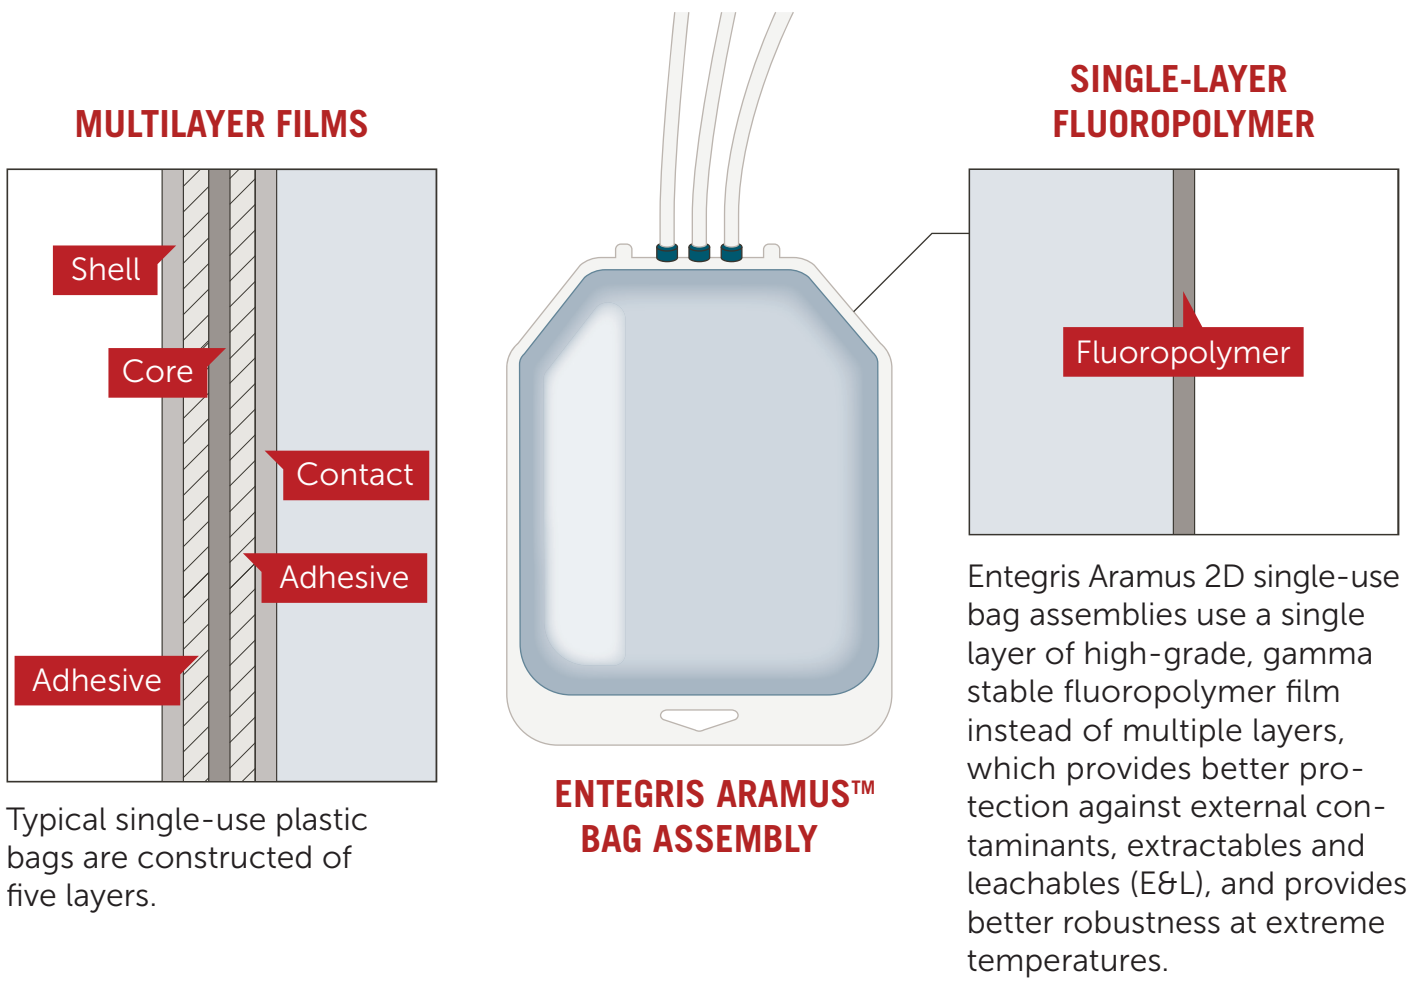 MULTILAYER FILMS
Shell
Core
Contact
Adhesive
Adhesive
Typical single-use plastic
bags are constructed of
five layers.
ENTEGRIS ARAMUS™
BAG ASSEMBLY
SINGLE-LAYER
FLUOROPOLYMER
Fluoropolymer
Entegris Aramus 2D single-use
bag assemblies use a single
layer of high-grade, gamma
stable fluoropolymer film
instead of multiple layers,
which provides better pro-
tection against external con-
taminants, extractables and
leachables (E&L), and provides
better robustness at extreme
temperatures.